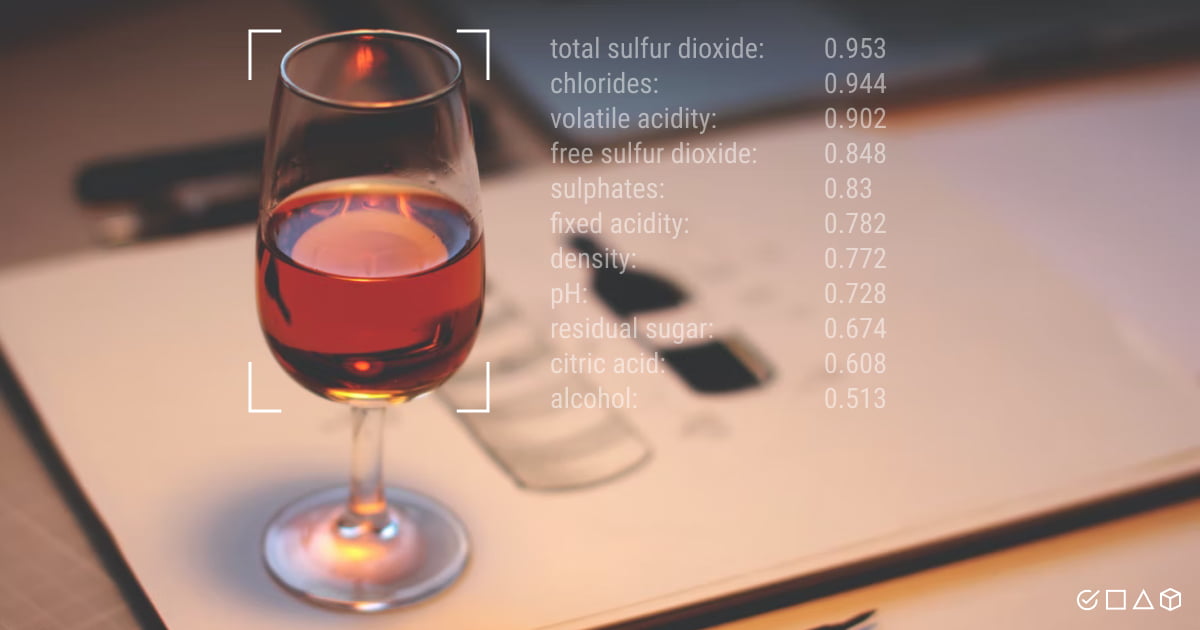 total sulfur dioxide: 0.953
chlorides: 0.944
volatile acidity: 0.902
free sulfur dioxide: 0.848
sulphates: 0.83
fixed acidity: 0.782
density: 0.772
pH: 0.728
residual sugar: 0.674
citric acid: 0.608
alcohol: 0.513